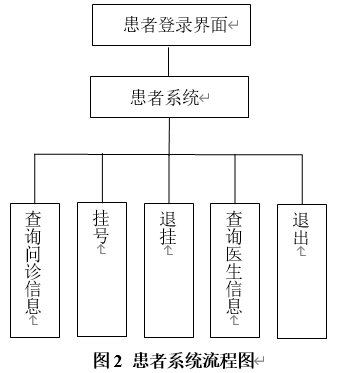 患者登录界面
患者系统
查询问诊信息
挂号
退挂
查询医生信息
退出
图2 患者系统流程图